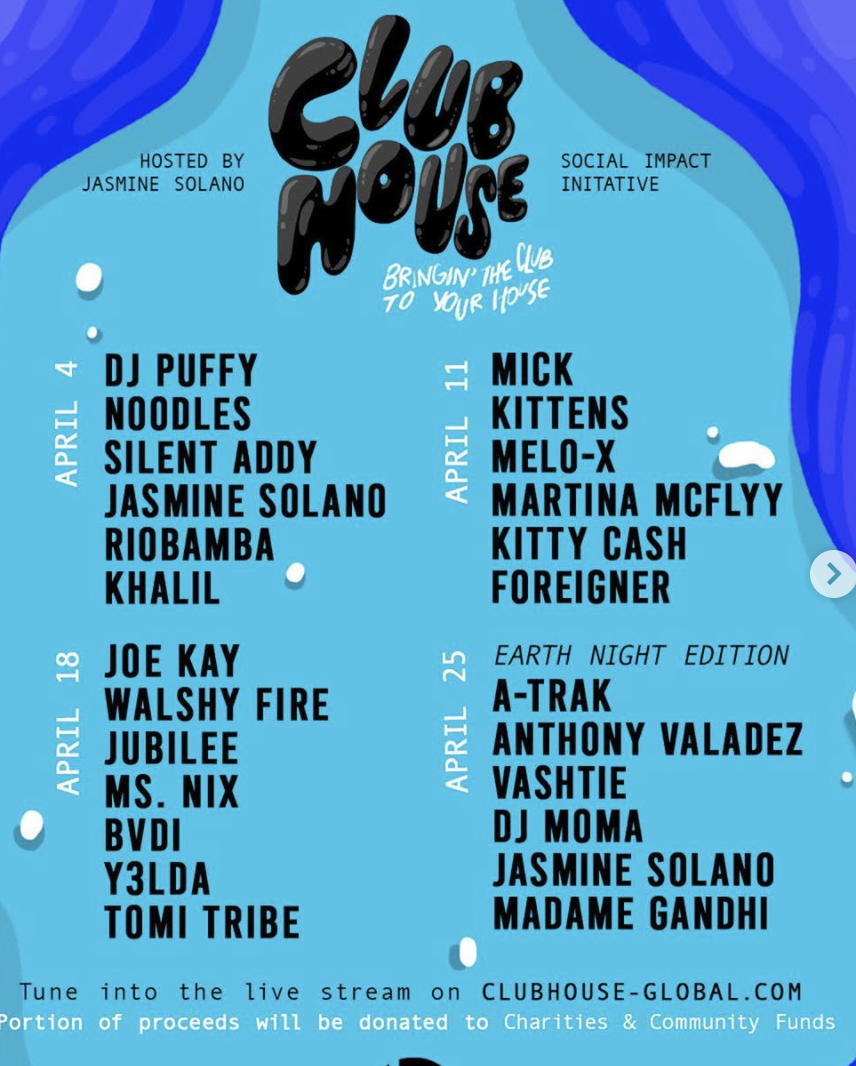 CLUB
HOUSE
HOSTED BY
JASMINE SOLANO
SOCIAL IMPACT
INITATIVE
BRINGIN' THE CLUB
TO YOUR HOUSE
APRIL 4
DJ PUFFY
NOODLES
SILENT ADDY
JASMINE SOLANO
RIOBAMBA
KHALIL
APRIL 11
MICK
KITTENS
MELO-X
MARTINA MCFLYY
KITTY CASH
FOREIGNER
APRIL 18
JOE KAY
WALSHY FIRE
JUBILEE
MS. NIX
BVDI
Y3LDA
TOMI TRIBE
APRIL 25
EARTH NIGHT EDITION
A-TRAK
ANTHONY VALADEZ
VASHTIE
DJ MOMA
JASMINE SOLANO
MADAME GANDHI
Tune into the live stream on CLUBHOUSE-GLOBAL.COM
Portion of proceeds will be donated to Charities & Community Funds